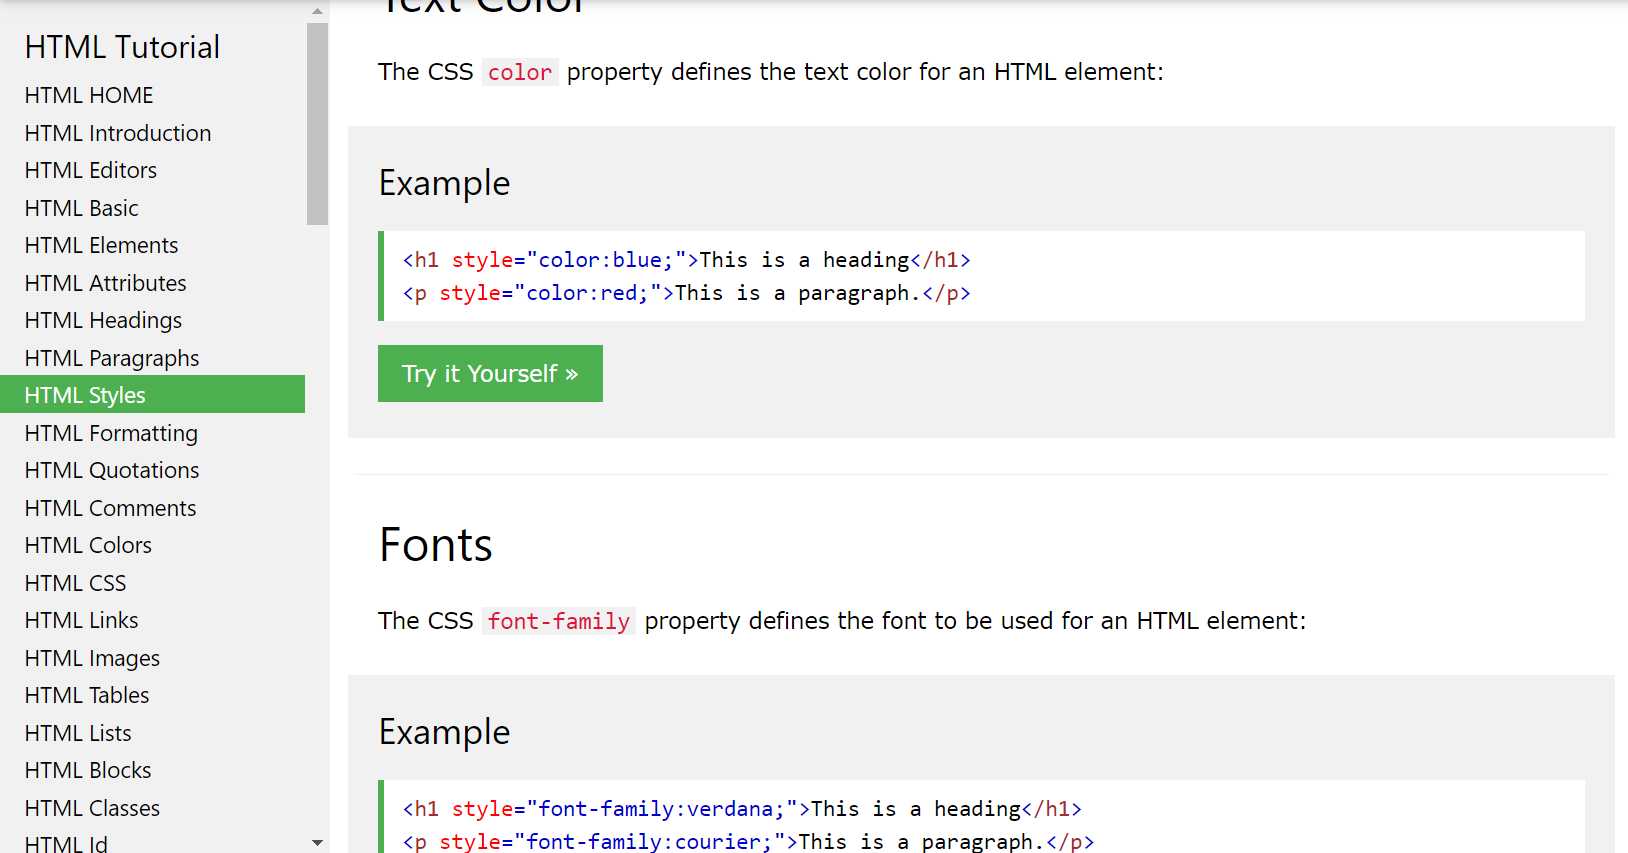 HTML Tutorial
HTML HOME
HTML Introduction
HTML Editors
HTML Basic
HTML Elements
HTML Attributes
HTML Headings
HTML Paragraphs
HTML Styles
HTML Formatting
HTML Quotations
HTML Comments
HTML Colors
HTML CSS
HTML Links
HTML Images
HTML Tables
HTML Lists
HTML Blocks
HTML Classes
HTML Id
Text Color
The CSS color property defines the text color for an HTML element:
Example
<h1 style="color:blue;">This is a heading</h1>
<p style="color:red;">This is a paragraph.</p>
Try it Yourself »
Fonts
The CSS font-family property defines the font to be used for an HTML element:
Example
<h1 style="font-family:verdana;">This is a heading</h1>
<p style="font-family:courier;">This is a paragraph.</p>